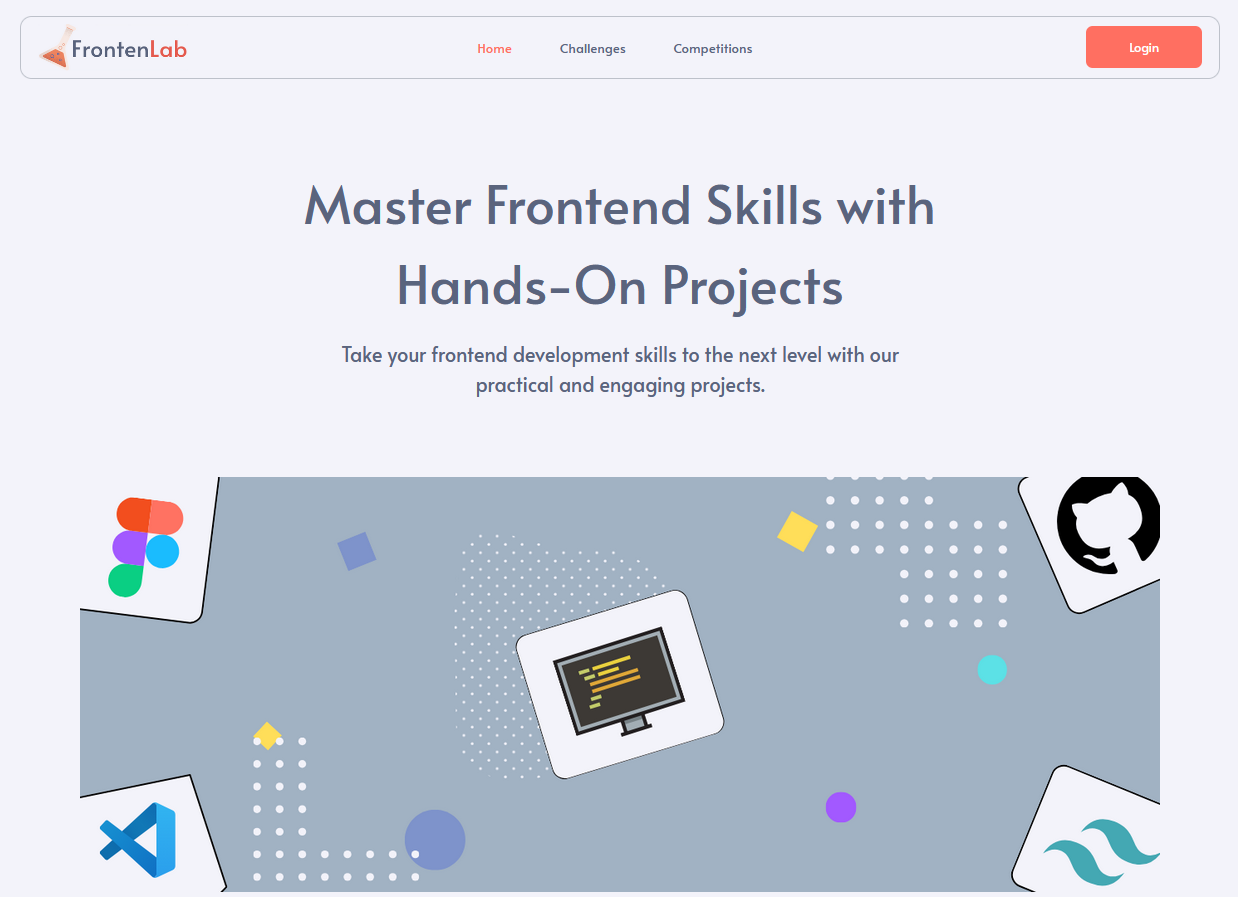 FrontenLab
Home
Challenges
Competitions
Login
Master Frontend Skills with
Hands-On Projects
Take your frontend development skills to the next level with our
practical and engaging projects.